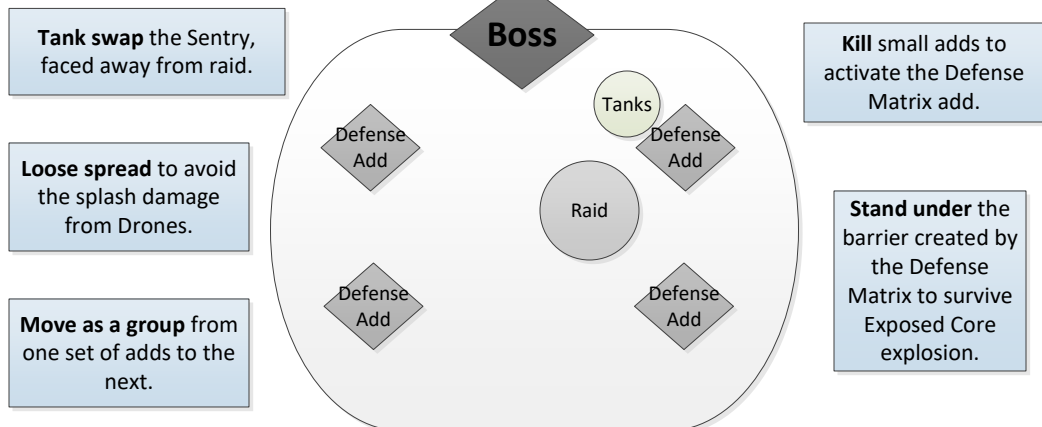 Tank swap the Sentry,
faced away from raid.
Loose spread to avoid
the splash damage
from Drones.
Move as a group from
one set of adds to the
next.
Boss
Tanks
Defense
Add
Defense
Add
Raid
Defense
Add
Defense
Add
Kill small adds to
activate the Defense
Matrix add.
Stand under the
barrier created by
the Defense
Matrix to survive
Exposed Core
explosion.